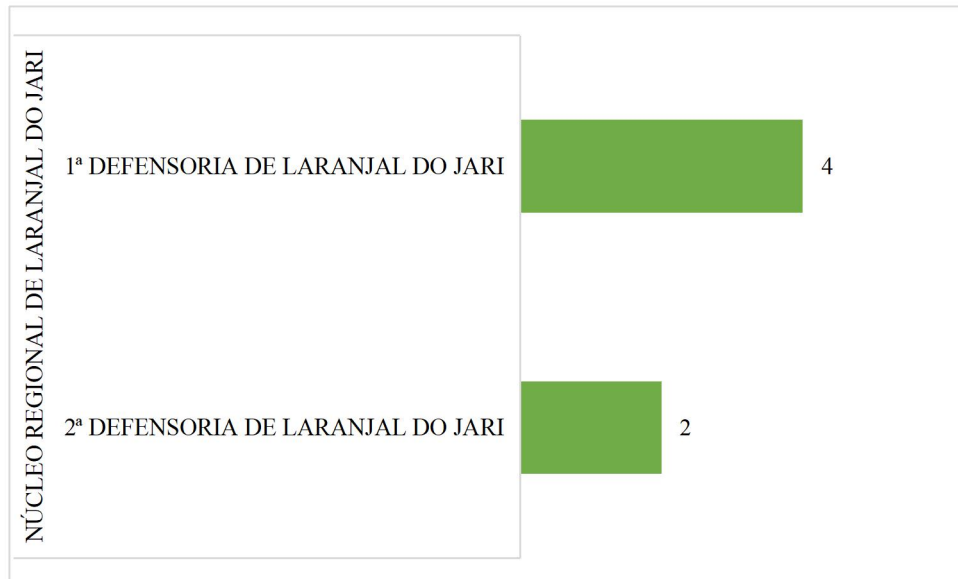 NÚCLEO REGIONAL DE LARANJAL DO JARI
1ª DEFENSORIA DE LARANJAL DO JARI
4
2ª DEFENSORIA DE LARANJAL DO JARI
2